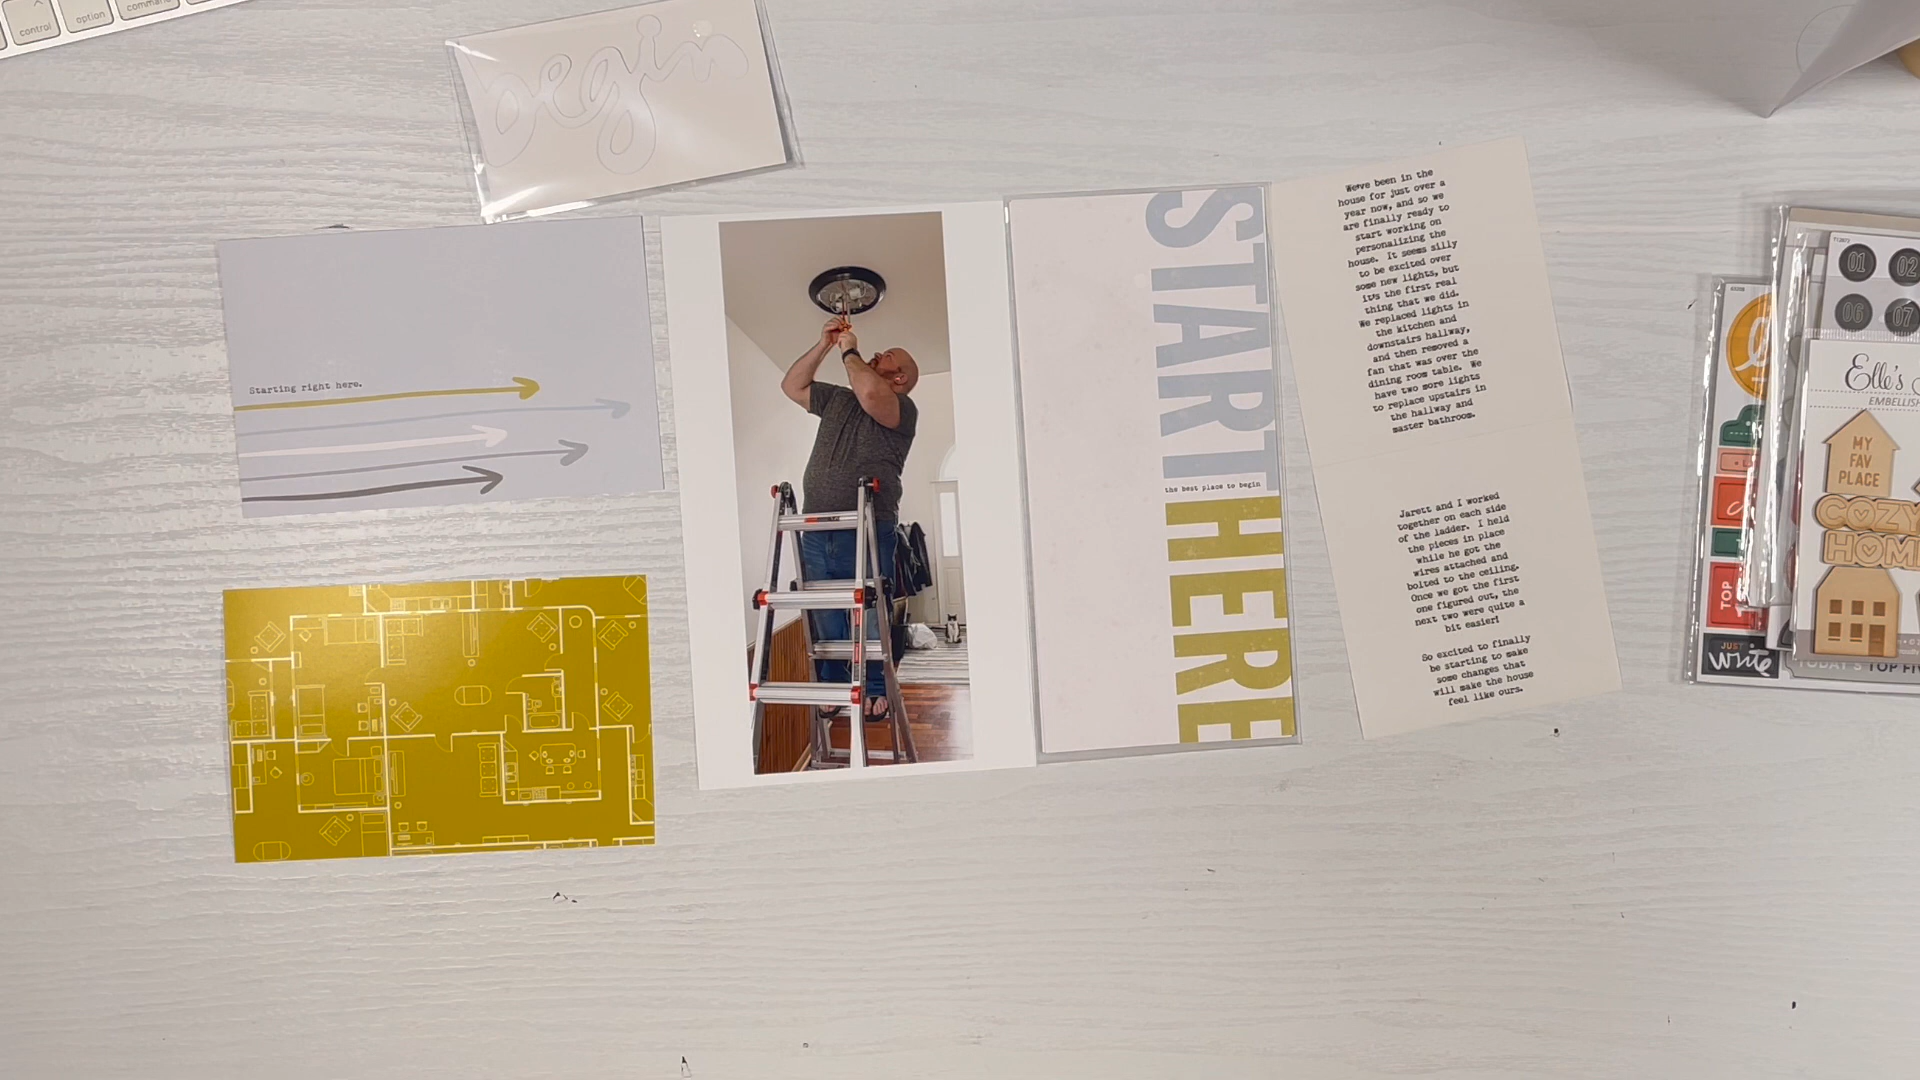 control
option
command
begin
Starting right here.
START
the best place to begin
HERE
We've been in the
house for just over a
year now, and so we
are finally ready to
start working on
personalizing the
house. It seems silly
to be excited over
some new lights, but
it's the first real
thing that we did.
We replaced lights in
the kitchen and
downstairs hallway,
and then removed a
fan that was over the
dining room table. We
have two more lights
to replace upstairs in
the hallway and
master bathroom.
Jarett and I worked
together on each side
of the ladder. I held
the pieces in place
while he got the
wires attached and
bolted to the ceiling.
Once we got the first
one figured out, the
next two were quite a
bit easier!
So excited to finally
be starting to make
some changes that
will make the house
feel like ours.
01
02
06
07
Elle's
MY
FAV
PLACE
COZY
TOP
JUST
write
TODAY'S TOP